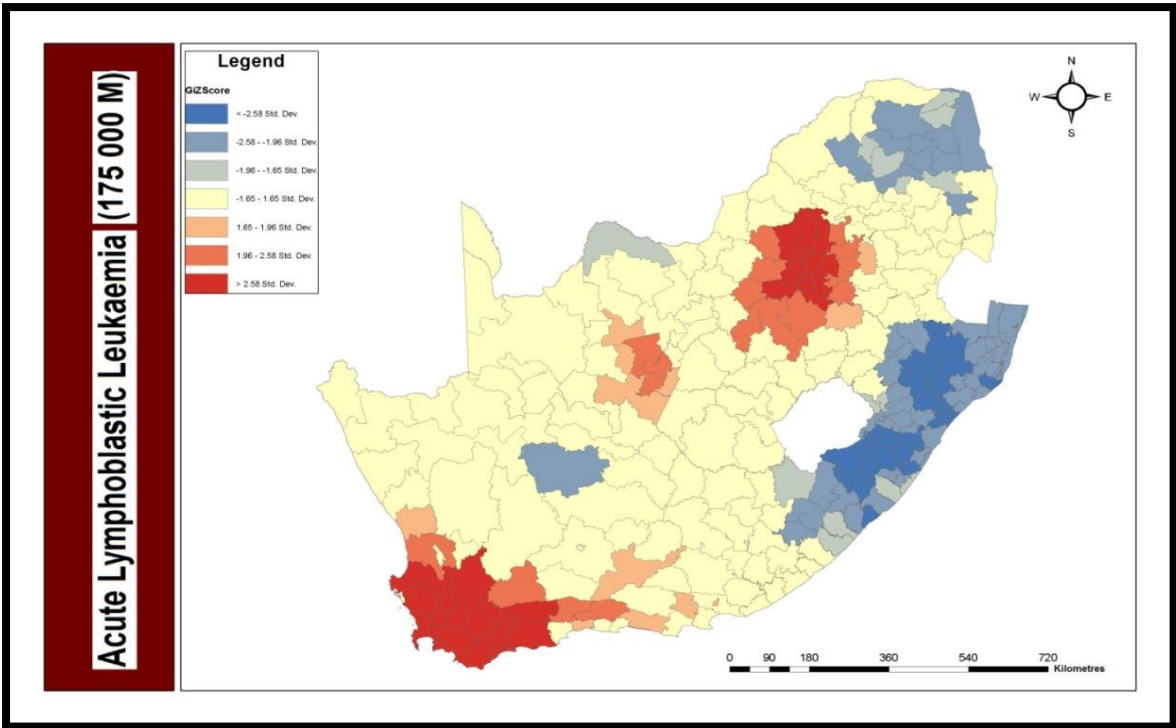 Acute Lymphoblastic Leukaemia (175 000 M)
Legend
GiZScore
< -2.58 Std. Dev.
-2.58 - -1.96 Std. Dev.
-1.96 - -1.65 Std. Dev.
-1.65 - 1.65 Std. Dev.
1.65 - 1.96 Std. Dev.
1.96 - 2.58 Std. Dev.
> 2.58 Std. Dev.
N
W E
S
0 90 180 360 540 720
Kilometres